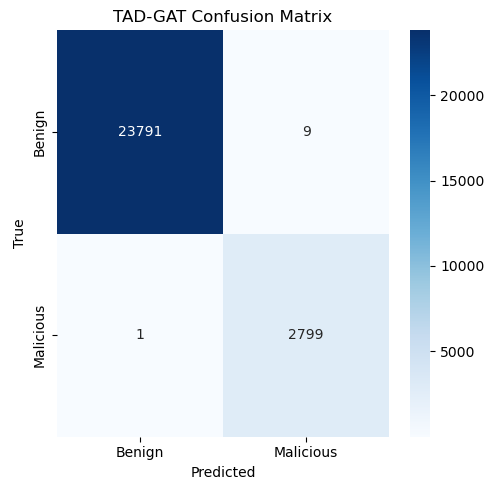 TAD-GAT Confusion Matrix
True
Benign
Malicious
23791
9
1
2799
Benign
Malicious
Predicted
20000
15000
10000
5000